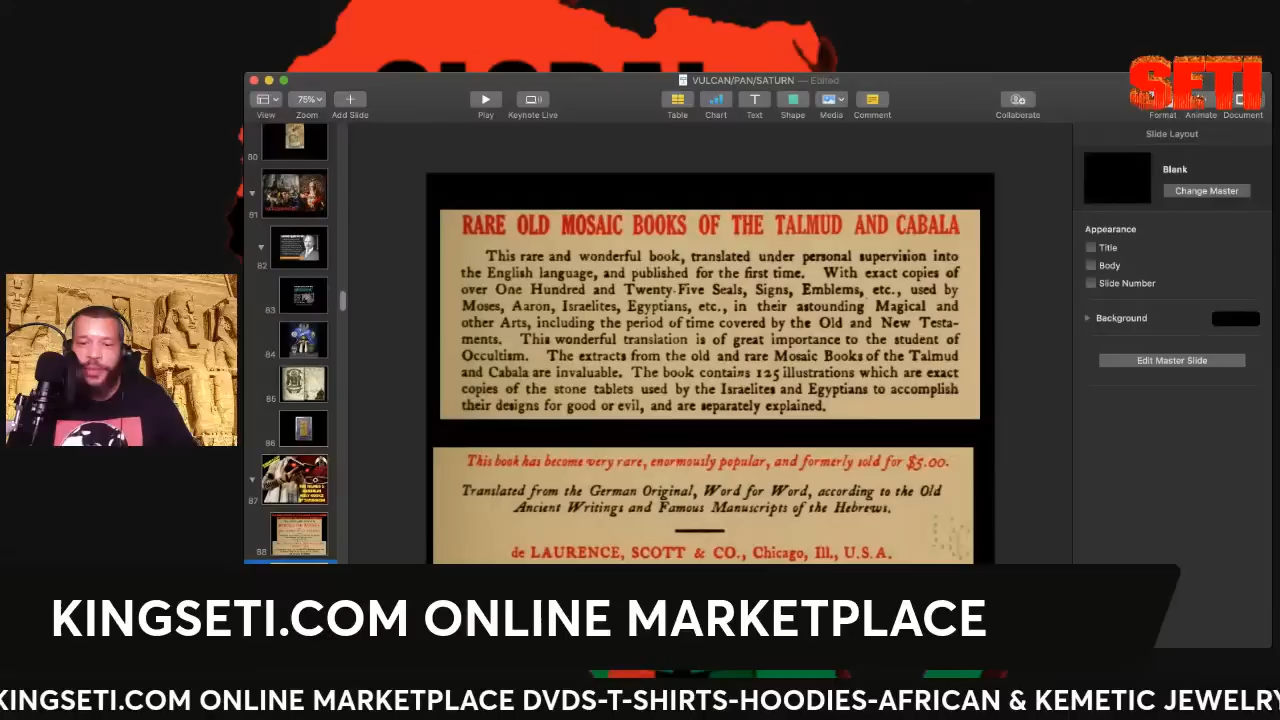 SETI
VULCAN/PAN/SATURN — Edited
75%
View
Zoom
Add Slide
Play
Keynote Live
Table
Chart
Text
Shape
Media
Comment
Collaborate
Format
Animate
Document
80
81
82
83
84
85
86
87
88
Slide Layout
Blank
Change Master
Appearance
Title
Body
Slide Number
Background
Edit Master Slide
RARE OLD MOSAIC BOOKS OF THE TALMUD AND CABALA
This rare and wonderful book, translated under personal supervision into
the English language, and published for the first time. With exact copies of
over One Hundred and Twenty-Five Seals, Signs, Emblems, etc., used by
Moses, Aaron, Israelites, Egyptians, etc., in their astounding Magical and
other Arts, including the period of time covered by the Old and New Testa-
ments. This wonderful translation is of great importance to the student of
Occultism. The extracts from the old and rare Mosaic Books of the Talmud
and Cabala are invaluable. The book contains 125 illustrations which are exact
copies of the stone tablets used by the Israelites and Egyptians to accomplish
their designs for good or evil, and are separately explained.
This book has become very rare, enormously popular, and formerly sold for $5.00.
Translated from the German Original, Word for Word, according to the Old
Ancient Writings and Famous Manuscripts of the Hebrews.
de LAURENCE, SCOTT & CO., Chicago, Ill., U.S.A.
KINGSETI.COM ONLINE MARKETPLACE
KINGSETI.COM ONLINE MARKETPLACE DVDS-T-SHIRTS-HOODIES-AFRICAN & KEMETIC JEWELRY